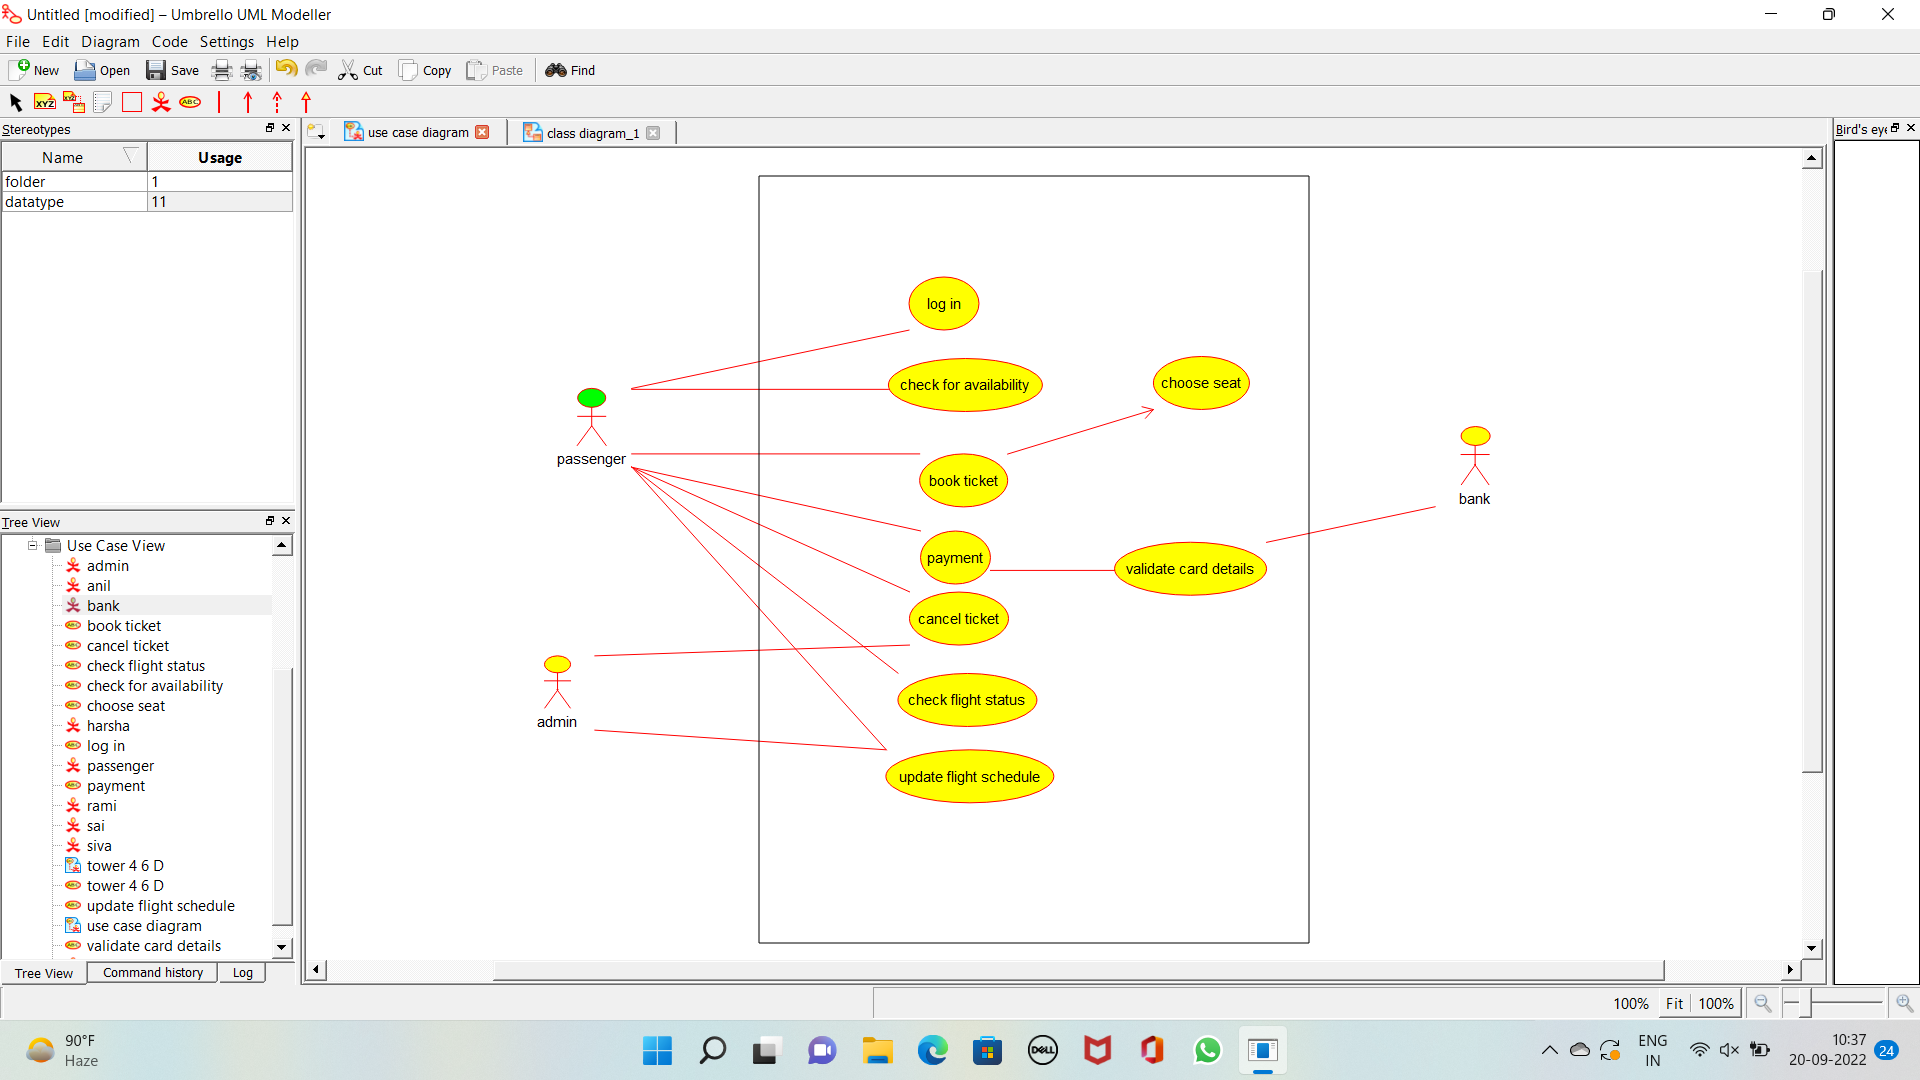 Untitled [modified] – Umbrello UML Modeller
File Edit Diagram Code Settings Help
New Open Save Cut Copy Paste Find
XYZ XYZ ABC
Stereotypes
Name Usage
folder 1
datatype 11
Tree View
Use Case View
admin
anil
bank
book ticket
cancel ticket
check flight status
check for availability
choose seat
harsha
log in
passenger
payment
rami
sai
siva
tower 4 6 D
tower 4 6 D
update flight schedule
use case diagram
validate card details
Tree View Command history Log
use case diagram class diagram_1
log in
check for availability
choose seat
passenger
book ticket
bank
payment
validate card details
cancel ticket
admin
check flight status
update flight schedule
Bird's eye
100% Fit 100%
90°F
Haze
DELL
ENG
IN
10:37
20-09-2022
24